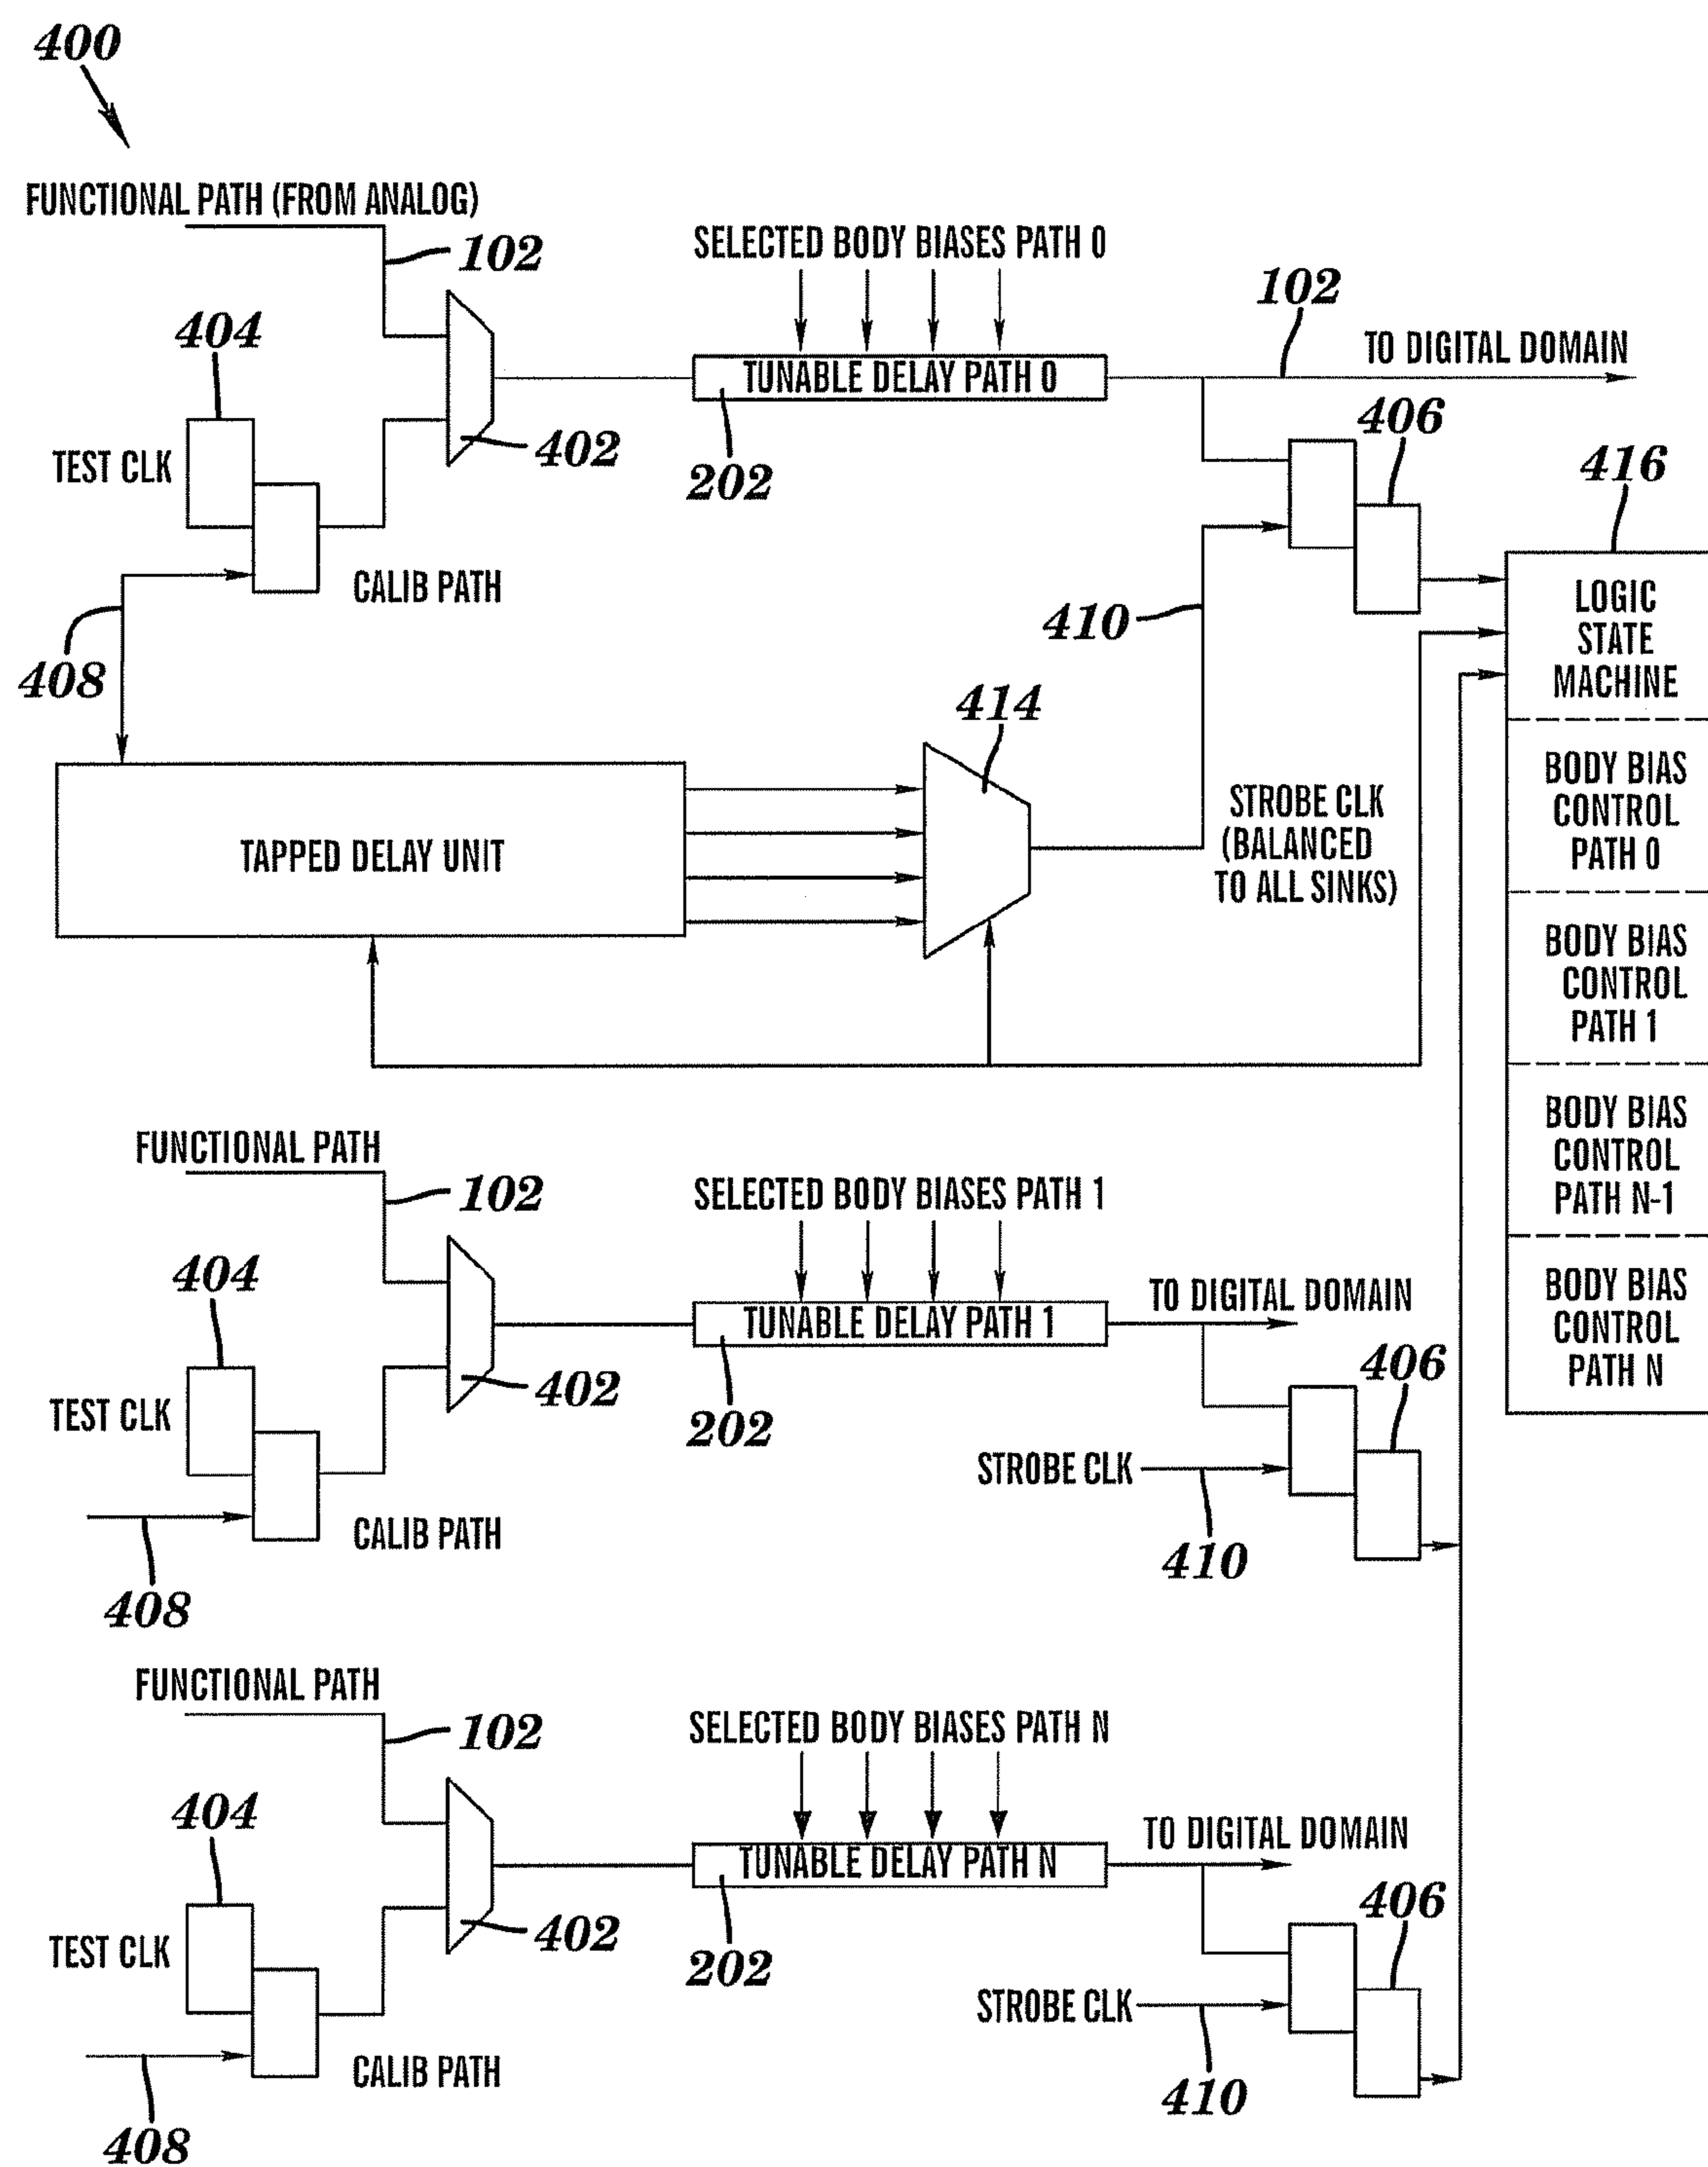 400
FUNCTIONAL PATH (FROM ANALOG)
102
SELECTED BODY BIASES PATH 0
404
TUNABLE DELAY PATH 0
102
TO DIGITAL DOMAIN
TEST CLK
402
202
406
416
CALIB PATH
408
410
LOGIC
STATE
MACHINE
414
TAPPED DELAY UNIT
STROBE CLK
(BALANCED
TO ALL SINKS)
BODY BIAS
CONTROL
PATH 0
BODY BIAS
CONTROL
PATH 1
BODY BIAS
CONTROL
PATH N-1
BODY BIAS
CONTROL
PATH N
FUNCTIONAL PATH
102
SELECTED BODY BIASES PATH 1
404
TUNABLE DELAY PATH 1
TO DIGITAL DOMAIN
TEST CLK
402
202
406
STROBE CLK
410
CALIB PATH
408
FUNCTIONAL PATH
102
SELECTED BODY BIASES PATH N
404
TUNABLE DELAY PATH N
TO DIGITAL DOMAIN
TEST CLK
402
202
406
STROBE CLK
410
CALIB PATH
408